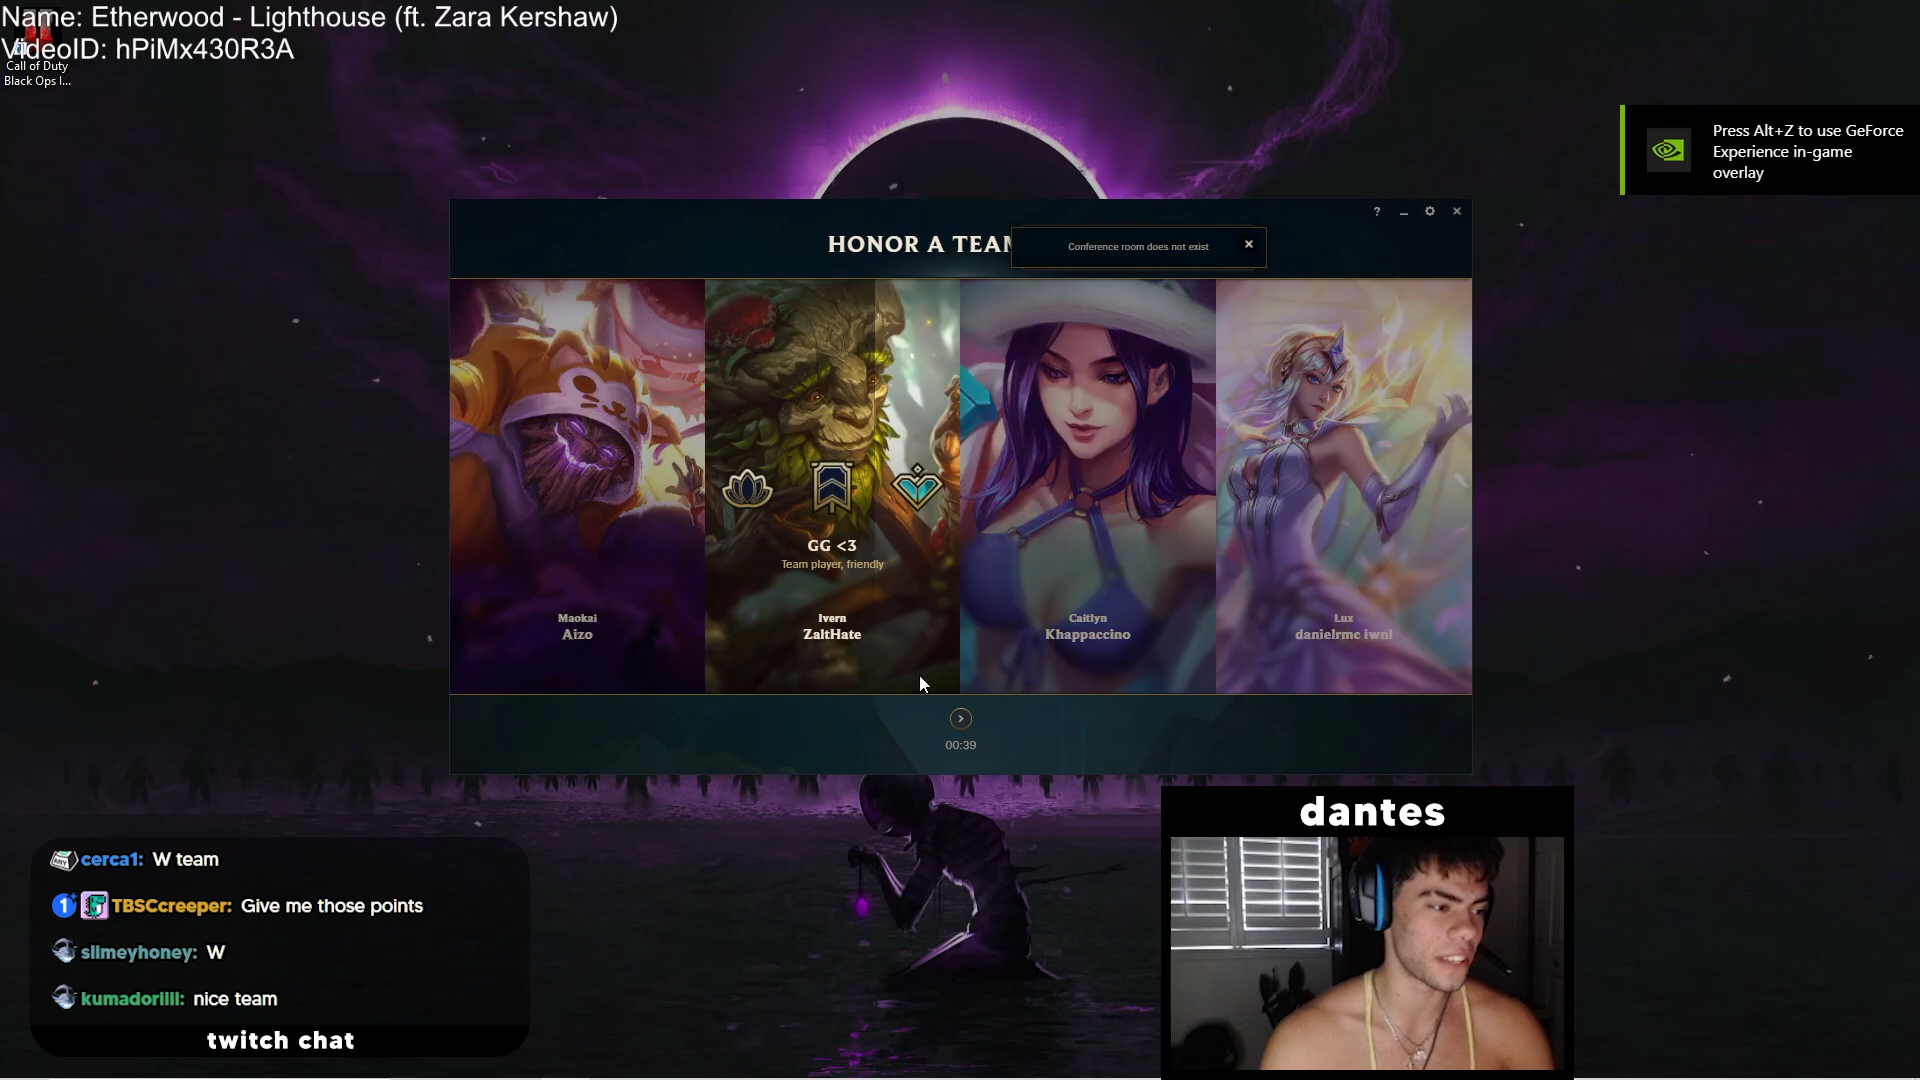 Name: Etherwood - Lighthouse (ft. Zara Kershaw)
VideoID: hPiMx430R3A
Call of Duty
Black Ops I...
Press Alt+Z to use GeForce
Experience in-game
overlay
?
HONOR A TEAM
Conference room does not exist
GG <3
Team player, friendly
Maokai
Aizo
Ivern
ZaltHate
Caitlyn
Khappaccino
Lux
danielrmc iwnl
00:39
dantes
cerca1: W team
1 TBSCcreeper: Give me those points
slimeyhoney: W
kumadoriiii: nice team
twitch chat